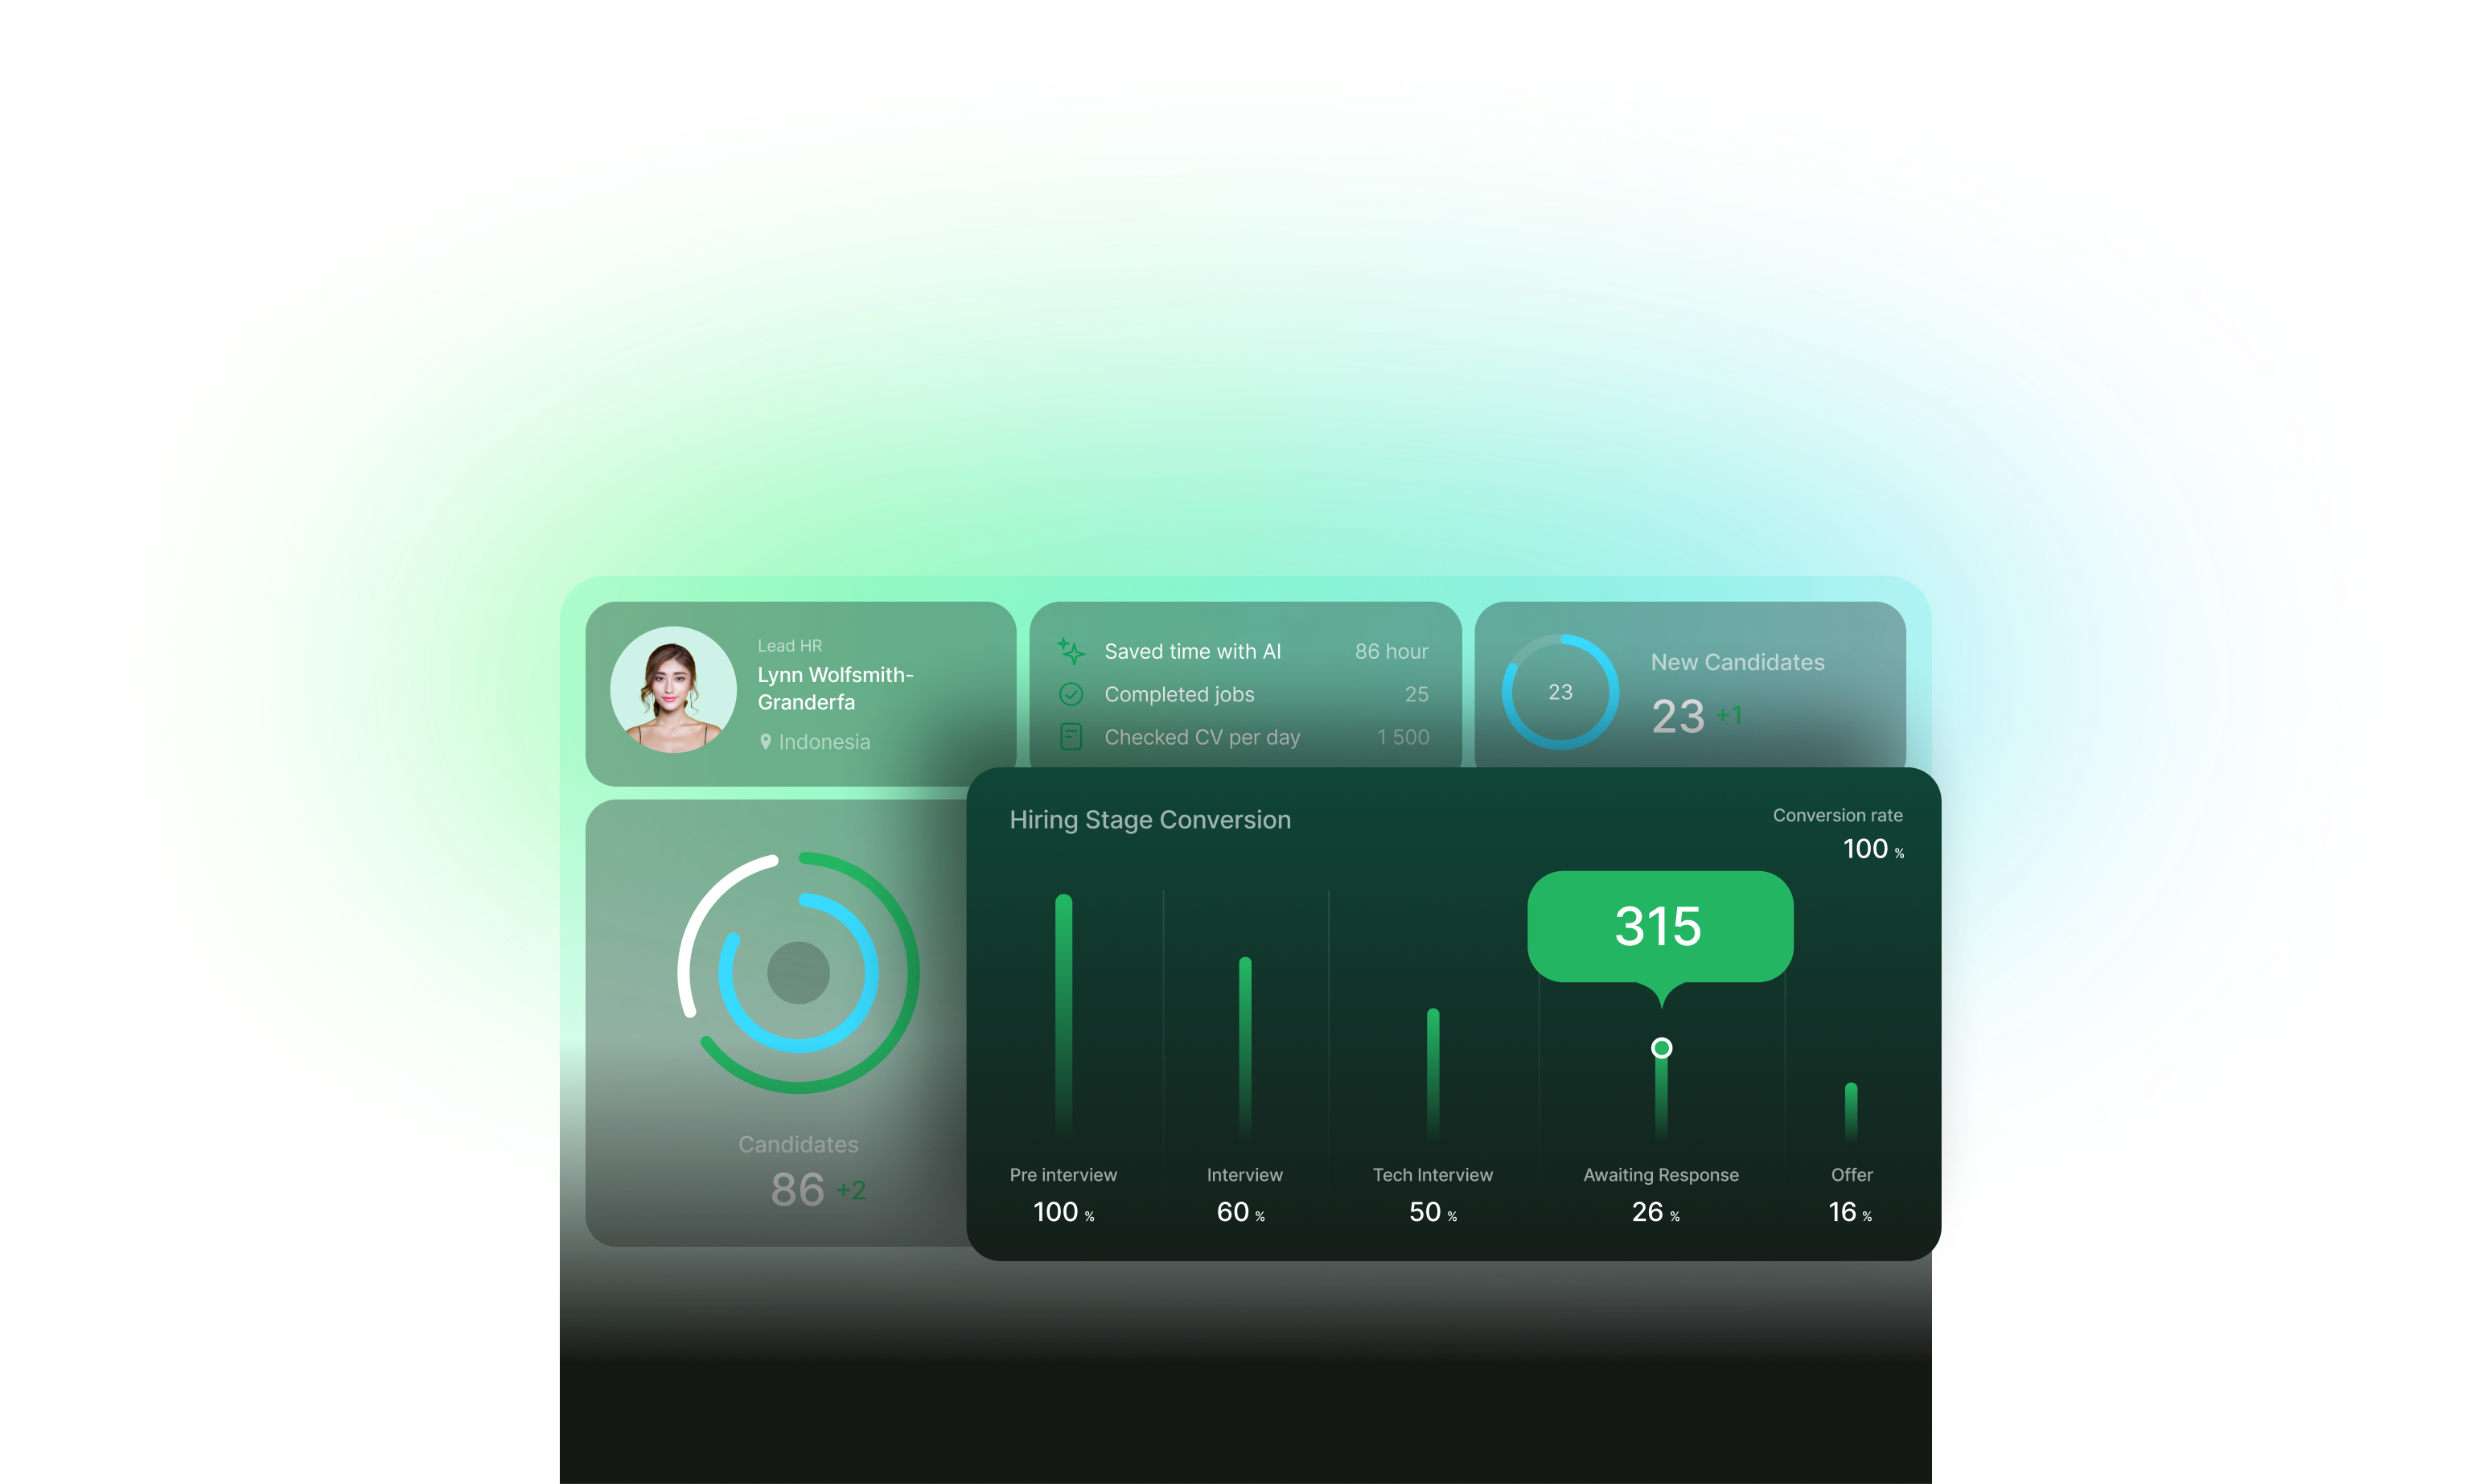 Lead HR
Lynn Wolfsmith-
Granderfa
Indonesia
Saved time with AI 86 hour
Completed jobs 25
Checked CV per day 1 500
23
New Candidates
23 +1
Candidates
86 +2
Hiring Stage Conversion
Conversion rate
100 %
315
Pre interview
100 %
Interview
60 %
Tech Interview
50 %
Awaiting Response
26 %
Offer
16 %